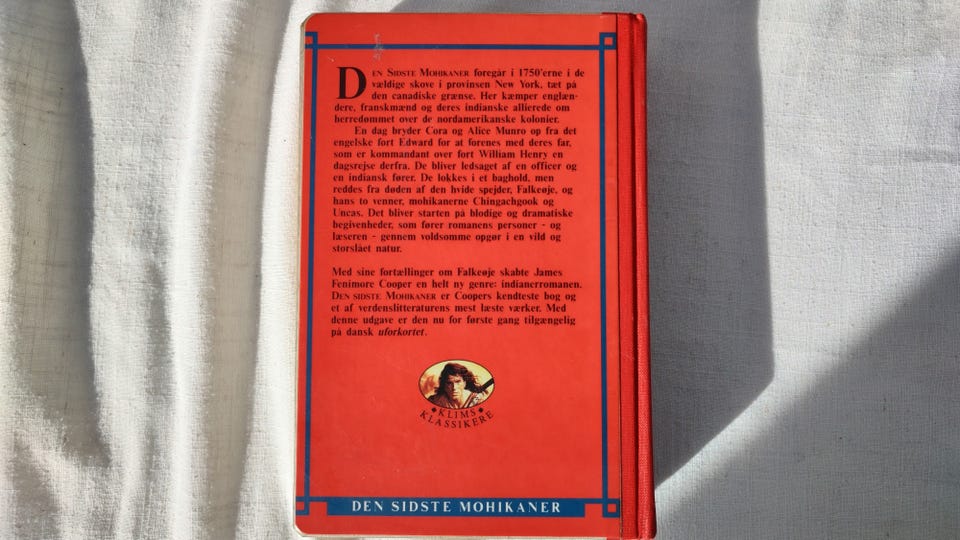 DEN SIDSTE MOHIKANER foregår i 1750'erne i de
vældige skove i provinsen New York, tæt på
den canadiske grænse. Her kæmper englæn-
dere, franskmænd og deres indianske allierede om
herredømmet over de nordamerikanske kolonier.
En dag bryder Cora og Alice Munro op fra det
engelske fort Edward for at forenes med deres far,
som er kommandant over fort William Henry en
dagsrejse derfra. De bliver ledsaget af en officer og
en indiansk fører. De lokkes i et baghold, men
reddes fra døden af den hvide spejder, Falkeøje, og
hans to venner, mohikanerne Chingachgook og
Uncas. Det bliver starten på blodige og dramatiske
begivenheder, som fører romanens personer - og
læseren - gennem voldsomme opgør i en vild og
storslået natur.
Med sine fortællinger om Falkeøje skabte James
Fenimore Cooper en helt ny genre: indianerromanen.
DEN SIDSTE MOHIKANER er Coopers kendteste bog og
et af verdenslitteraturens mest læste værker. Med
denne udgave er den nu for første gang tilgængelig
på dansk uforkortet.
KLIMS
KLASSIKERE
DEN SIDSTE MOHIKANER